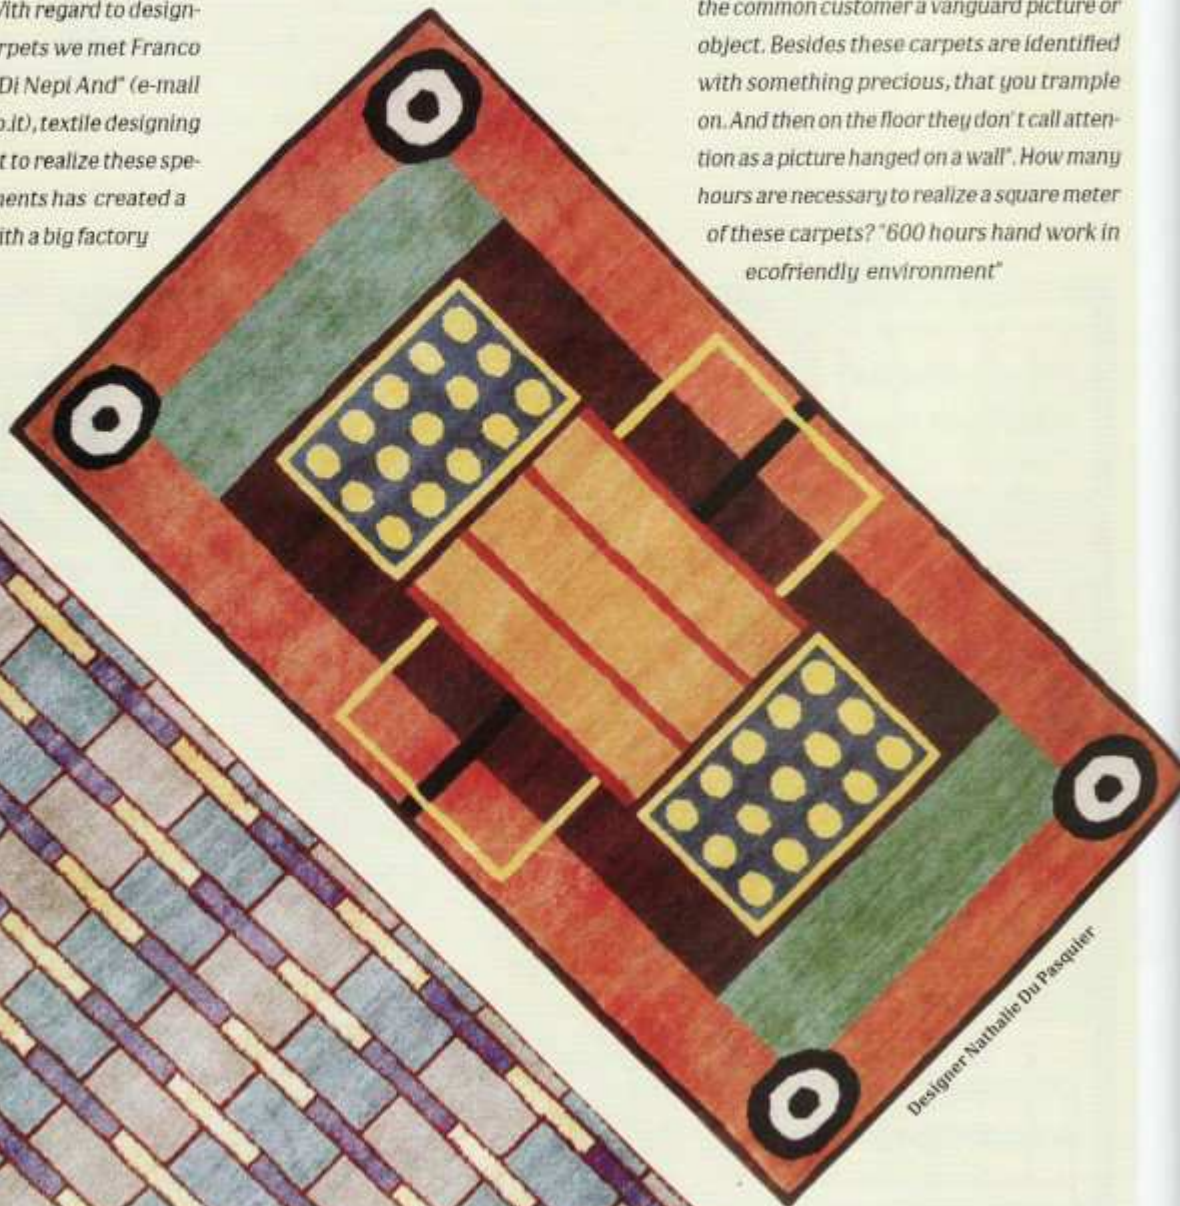 With regard to design-
rpets we met Franco
Di Nepi And" (e-mail
o.it), textile designing
t to realize these spe-
nents has created a
ith a big factory
the common customer a vanguard picture or
object. Besides these carpets are identified
with something precious, that you trample
on. And then on the floor they don't call atten-
tion as a picture hanged on a wall". How many
hours are necessary to realize a square meter
of these carpets? "600 hours hand work in
ecofriendly environment"
Designer Nathalie Du Pasquier